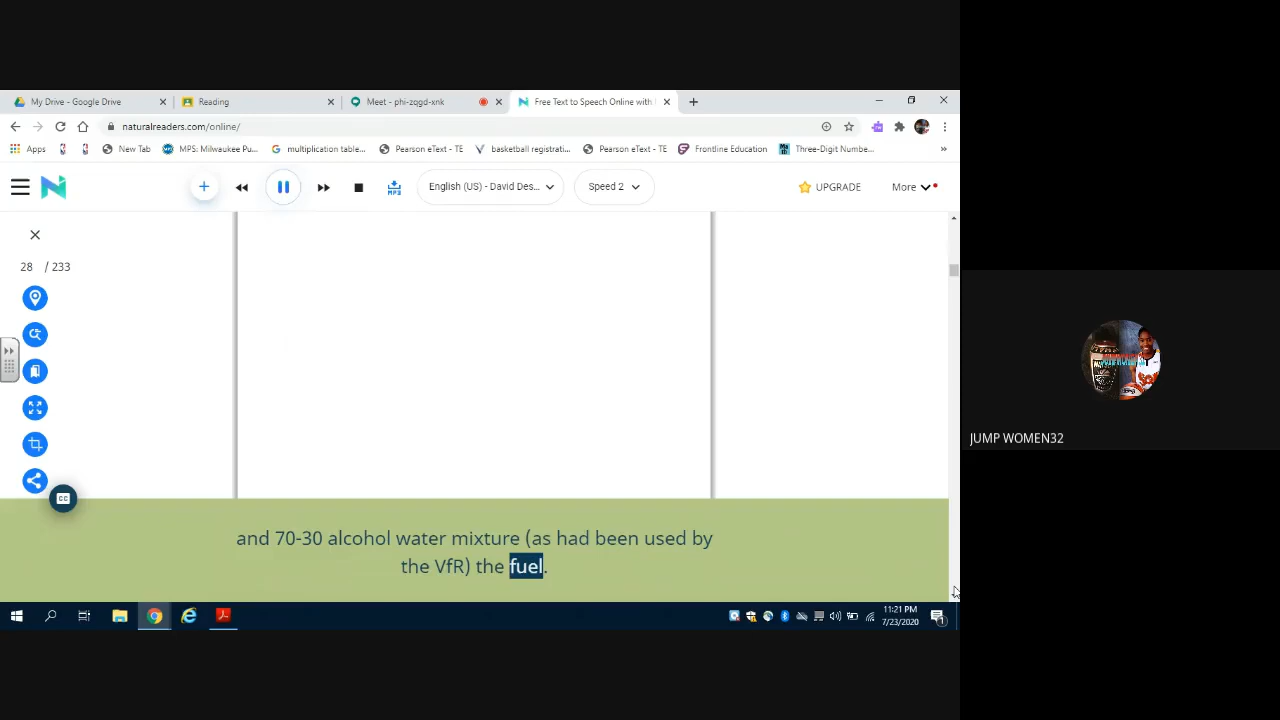 My Drive - Google Drive
Reading
Meet - phi-zqgd-xnk
Free Text to Speech Online with
naturalreaders.com/online/
Apps
New Tab
MPS: Milwaukee Pu...
multiplication table...
Pearson eText - TE
basketball registrati...
Pearson eText - TE
Frontline Education
Three-Digit Numbe...
»
MP3
English (US) - David Des...
Speed 2
UPGRADE
More
28 / 233
JUMP WOMEN32
CC
and 70-30 alcohol water mixture (as had been used by
the VfR) the fuel.
11:21 PM
7/23/2020